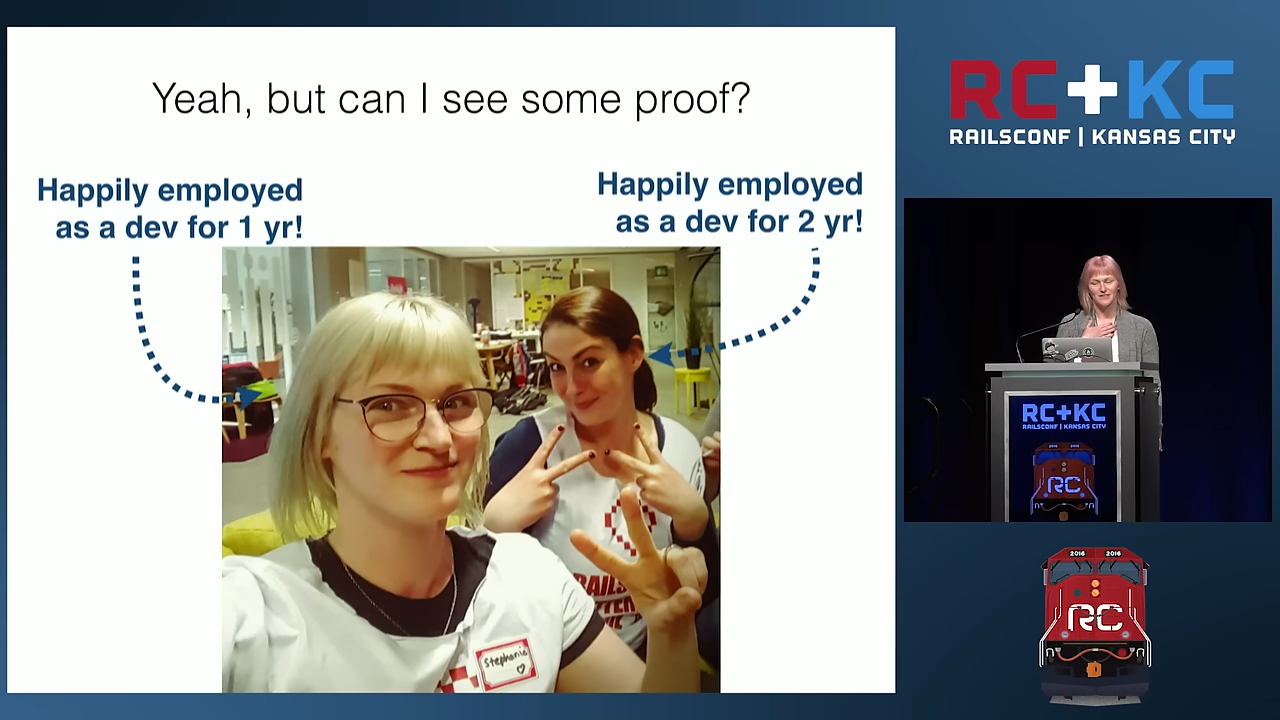 Yeah, but can I see some proof?
Happily employed
as a dev for 1 yr!
Happily employed
as a dev for 2 yr!
Stephanie
RAILS
RC+KC
RAILSCONF | KANSAS CITY
RC+KC
RAILSCONF | KANSAS CITY
RC
2016 2016
RC